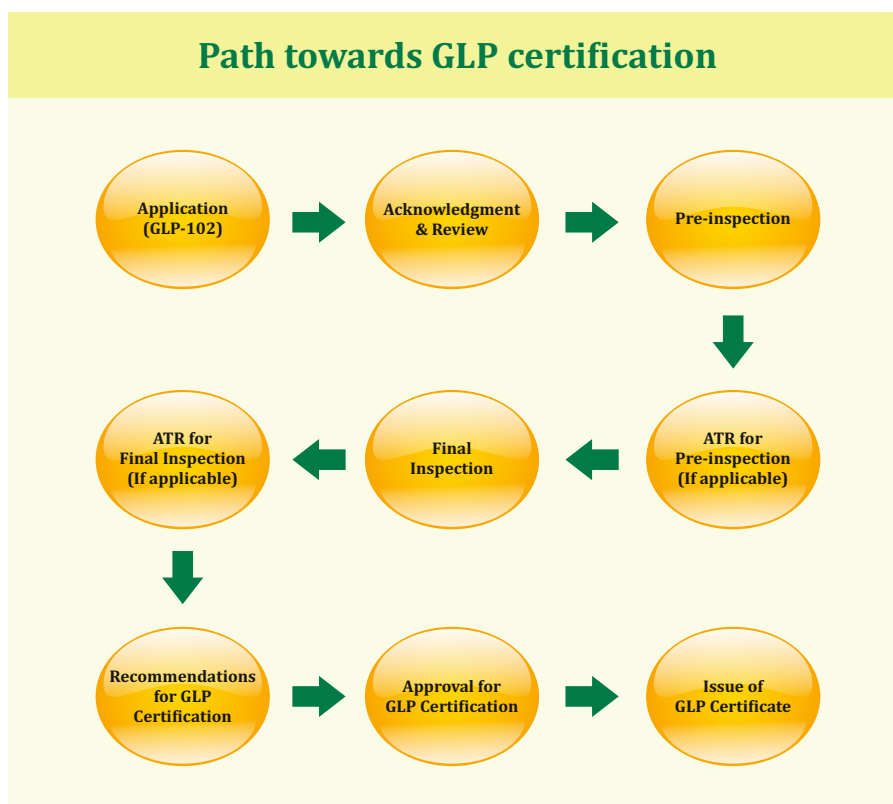 Path towards GLP certification
Application
(GLP-102)
Acknowledgment
& Review
Pre-inspection
ATR for
Pre-inspection
(If applicable)
Final
Inspection
ATR for
Final Inspection
(If applicable)
Recommendations
for GLP
Certification
Approval for
GLP Certification
Issue of
GLP Certificate